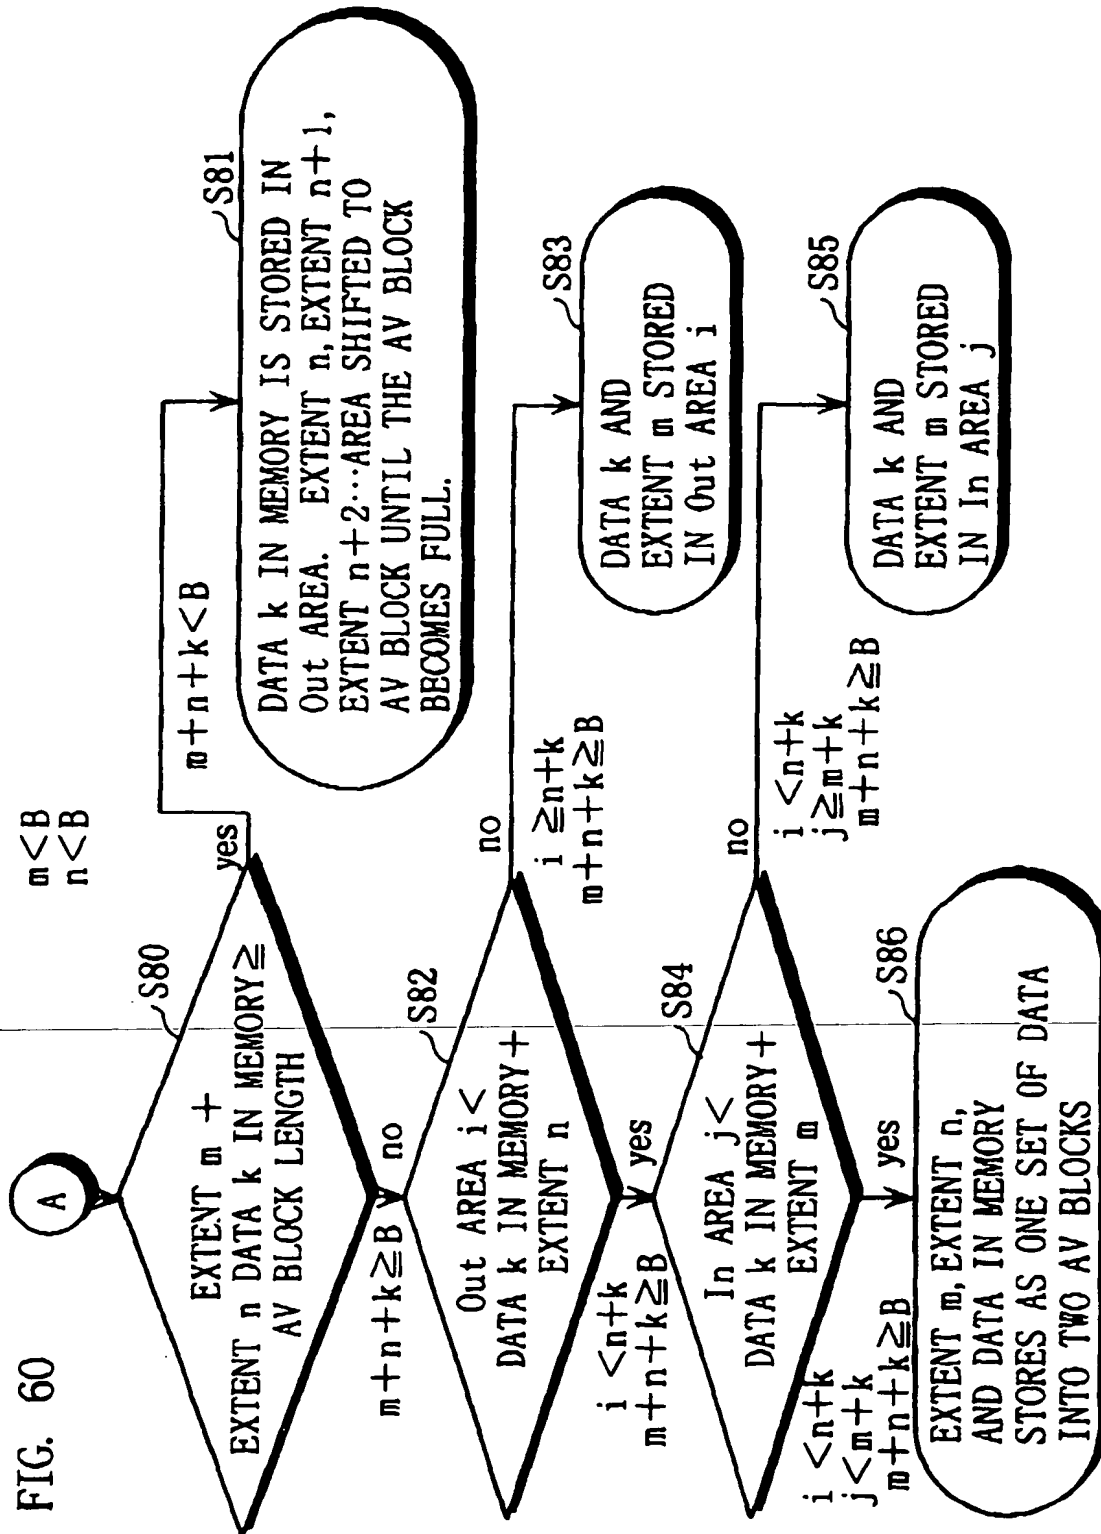 FIG. 60
A
m<B
n<B
S80
EXTENT m +
EXTENT n DATA k IN MEMORY≧
AV BLOCK LENGTH
yes
m+n+k<B
S81
DATA k IN MEMORY IS STORED IN
Out AREA. EXTENT n, EXTENT n+1,
EXTENT n+2···AREA SHIFTED TO
AV BLOCK UNTIL THE AV BLOCK
BECOMES FULL.
no
m+n+k≧B
S82
Out AREA i<
DATA k IN MEMORY+
EXTENT n
no
i ≧n+k
m+n+k≧B
S83
DATA k AND
EXTENT m STORED
IN Out AREA i
yes
i <n+k
m+n+k≧B
S84
In AREA j<
DATA k IN MEMORY+
EXTENT m
no
i <n+k
j≧m+k
m+n+k≧B
S85
DATA k AND
EXTENT m STORED
IN In AREA j
yes
i <n+k
j<m+k
m+n+k≧B
S86
EXTENT m, EXTENT n,
AND DATA IN MEMORY
STORES AS ONE SET OF DATA
INTO TWO AV BLOCKS